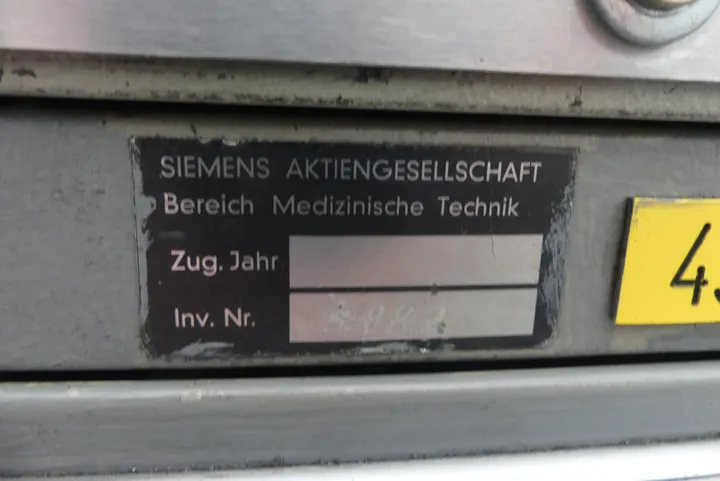 SIEMENS AKTIENGESELLSCHAFT
Bereich Medizinische Technik
Zug. Jahr
Inv. Nr.